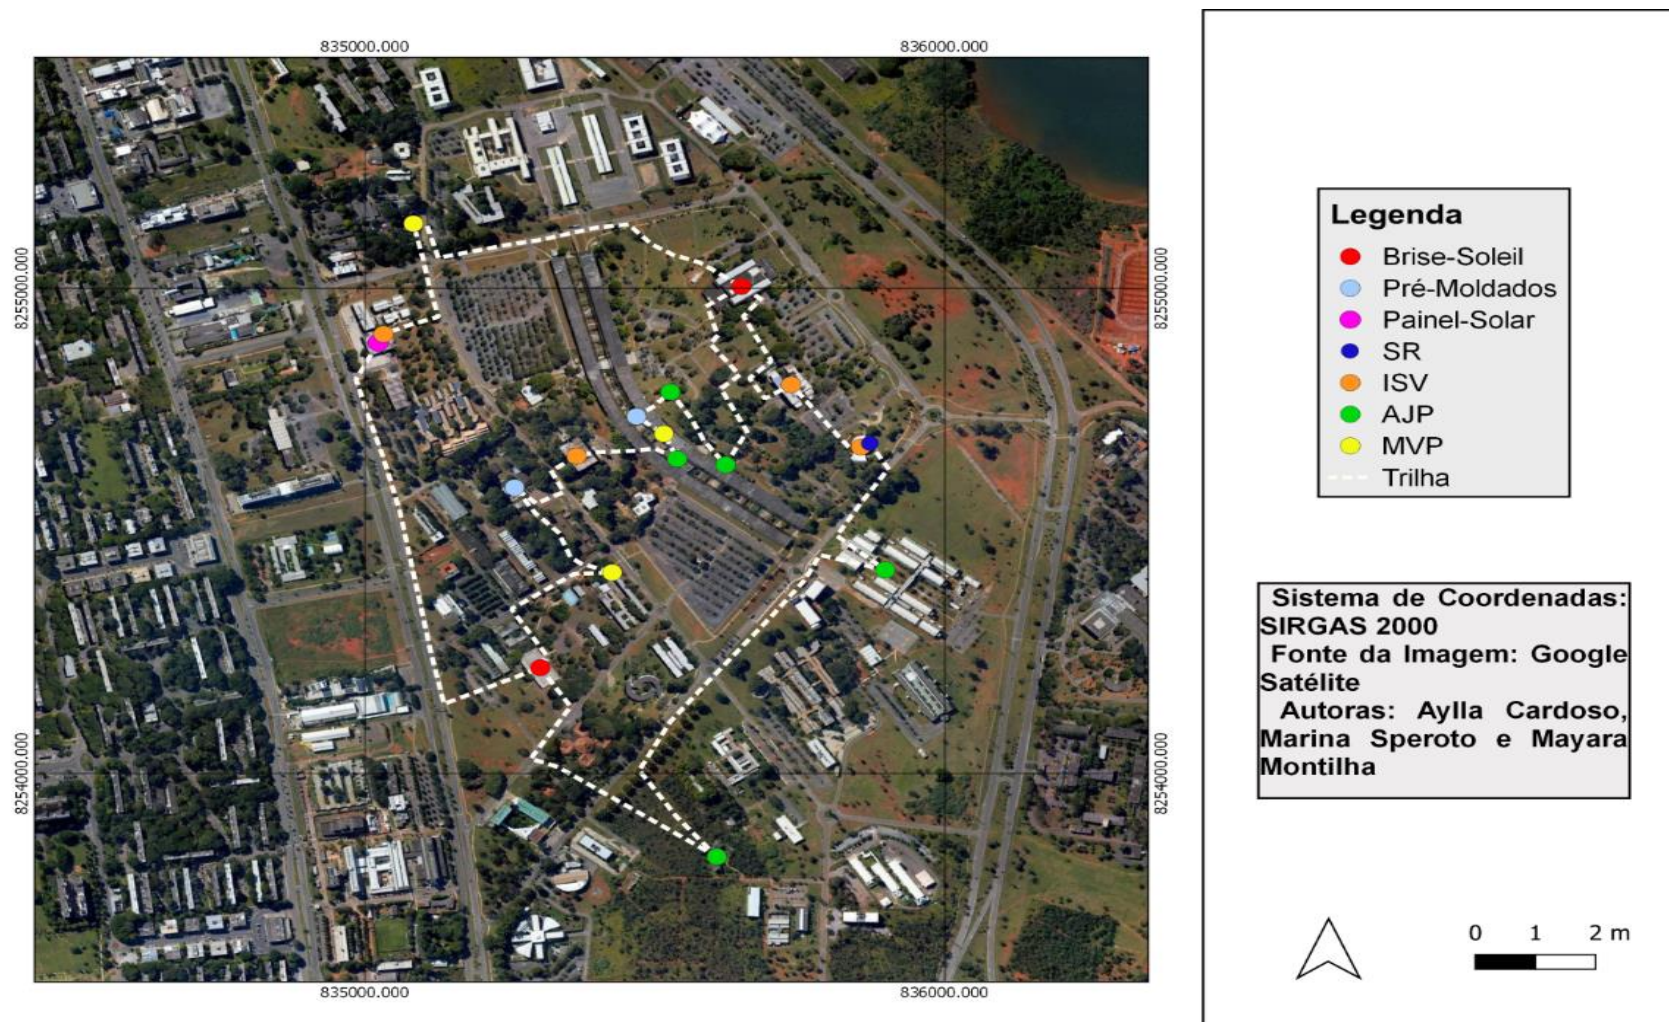 835000.000
836000.000
8255000.000
8255000.000
8254000.000
8254000.000
835000.000
836000.000
Legenda
Brise-Soleil
Pré-Moldados
Painel-Solar
SR
ISV
AJP
MVP
Trilha
Sistema de Coordenadas:
SIRGAS 2000
Fonte da Imagem: Google
Satélite
Autoras: Aylla Cardoso,
Marina Speroto e Mayara
Montilha
0 1 2 m